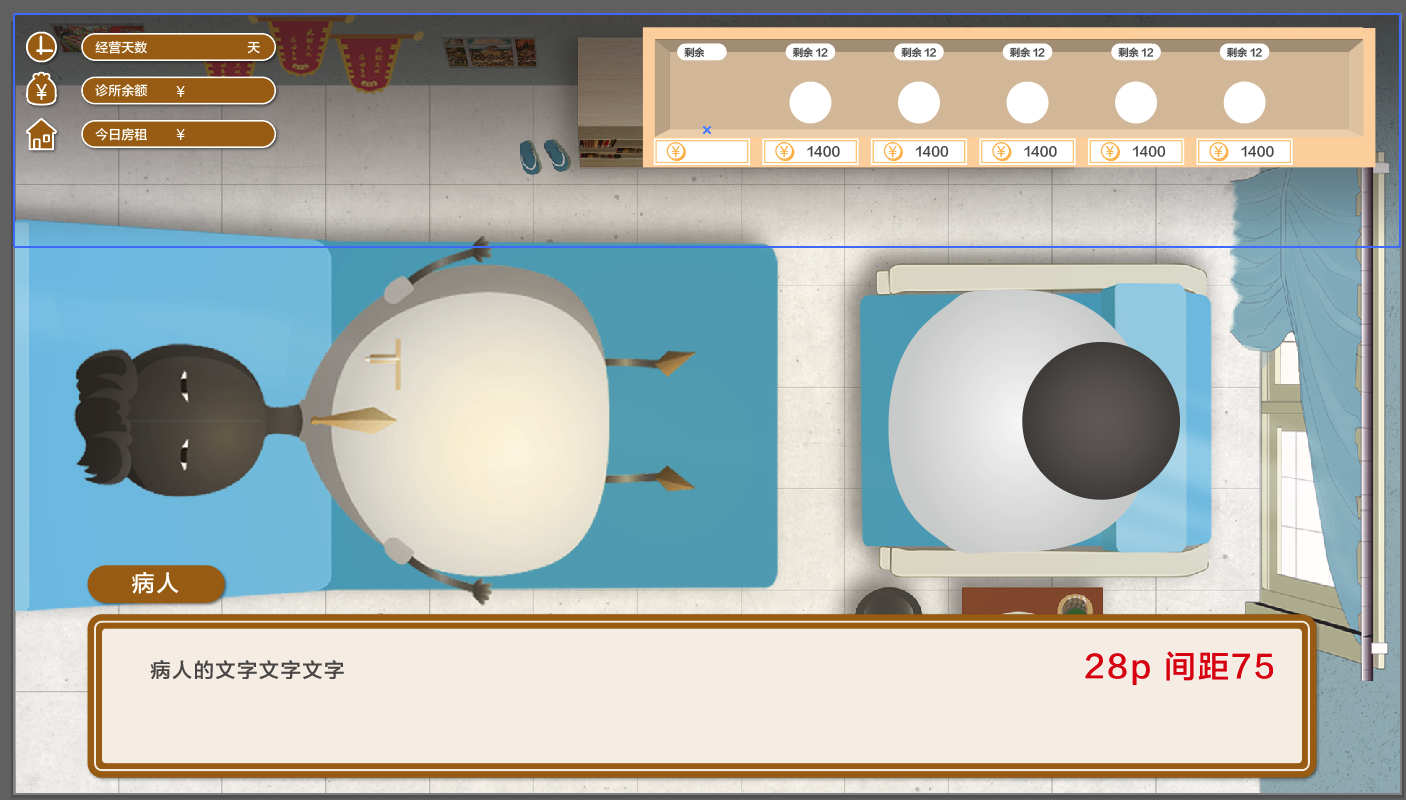 经营天数 天
诊所余额 ¥
今日房租 ¥
剩余 剩余 12 剩余 12 剩余 12 剩余 12 剩余 12
¥ ¥ 1400 ¥ 1400 ¥ 1400 ¥ 1400 ¥ 1400
病人
病人的文字文字文字
28p 间距75